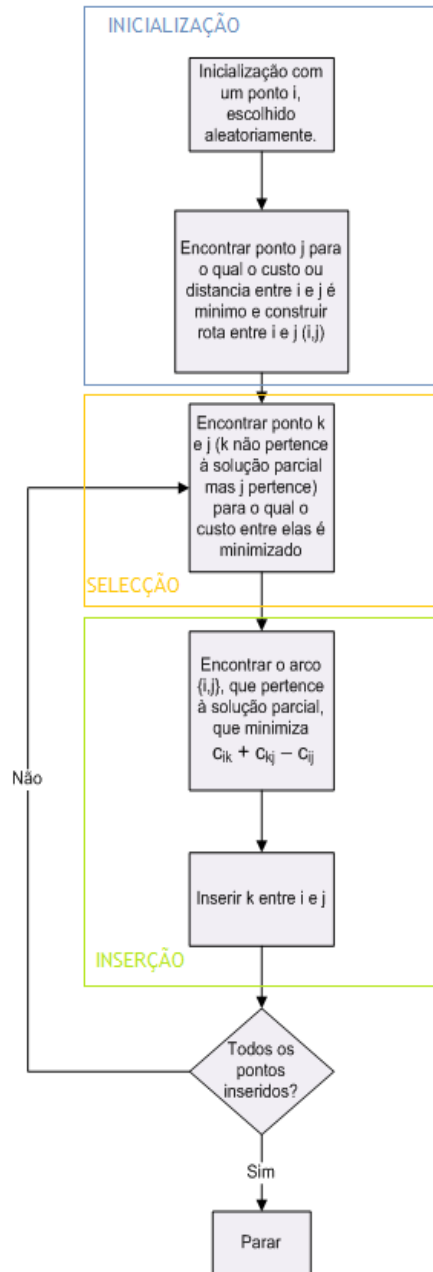 INICIALIZAÇÃO
Inicialização com
um ponto i,
escolhido
aleatoriamente.
Encontrar ponto j para
o qual o custo ou
distancia entre i e j é
minimo e construir
rota entre i e j (i,j)
Encontrar ponto k
e j (k não pertence
à solução parcial
mas j pertence)
para o qual o
custo entre elas é
minimizado
SELECÇÃO
Encontrar o arco
{i,j}, que pertence
à solução parcial,
que minimiza
cik + ckj – cij
Não
Inserir k entre i e j
INSERÇÃO
Todos os
pontos
inseridos?
Sim
Parar